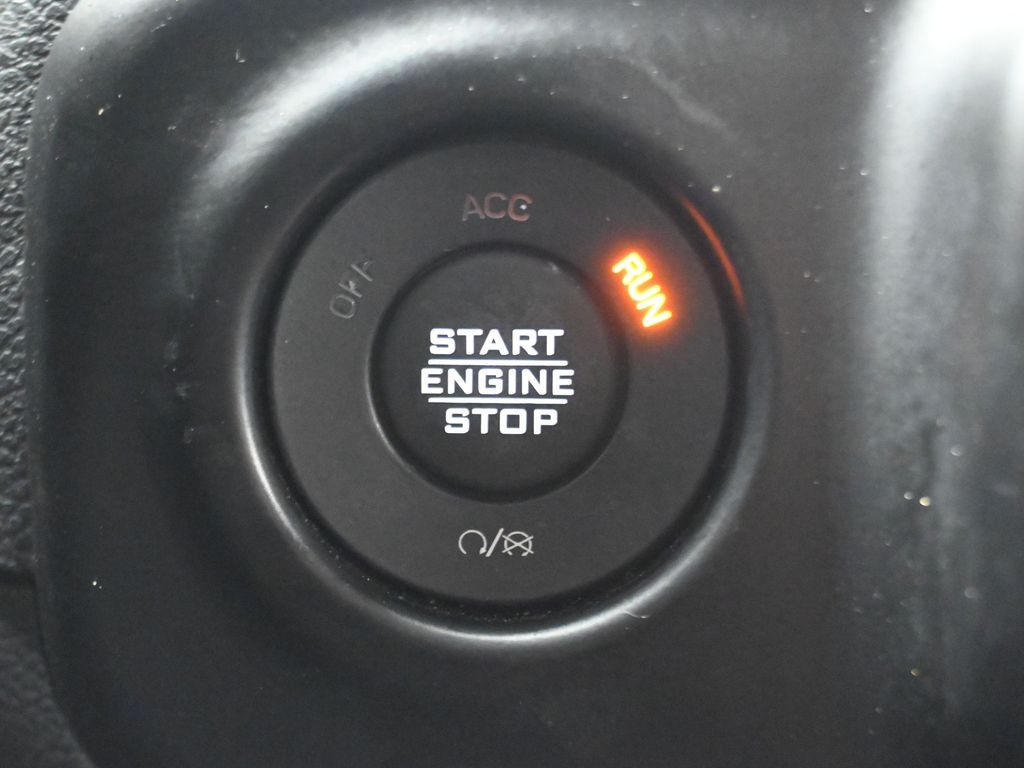 ACC
OFF
RUN
START
ENGINE
STOP